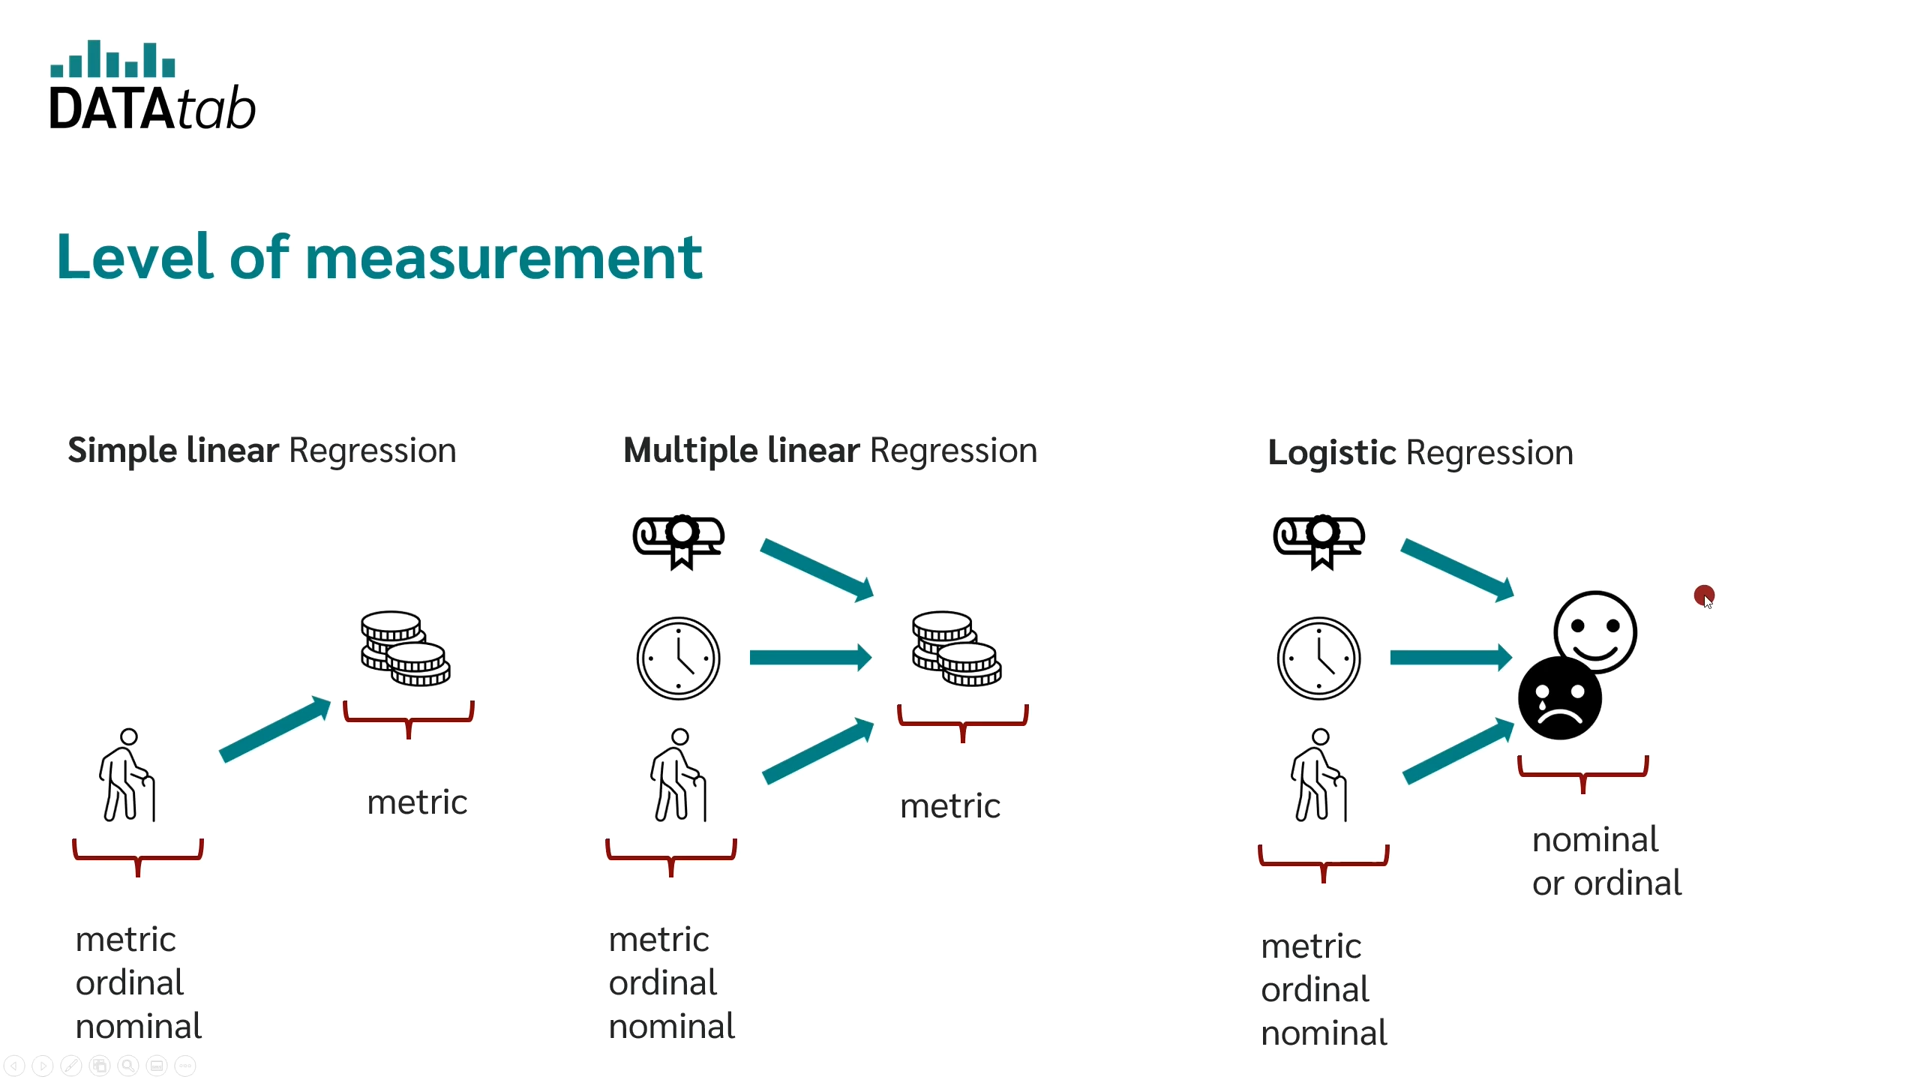 DATAtab
Level of measurement
Simple linear Regression
metric
metric
ordinal
nominal
Multiple linear Regression
metric
metric
ordinal
nominal
Logistic Regression
nominal
or ordinal
metric
ordinal
nominal